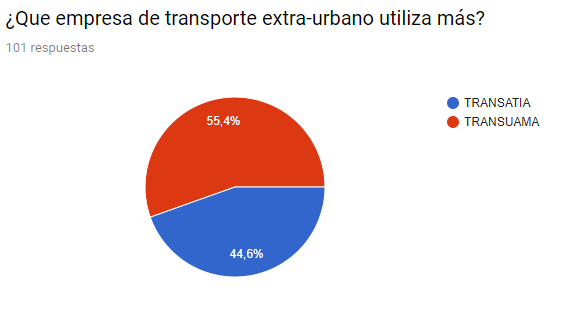 ¿Que empresa de transporte extra-urbano utiliza más?
101 respuestas
TRANSATIA
TRANSUAMA
55,4%
44,6%